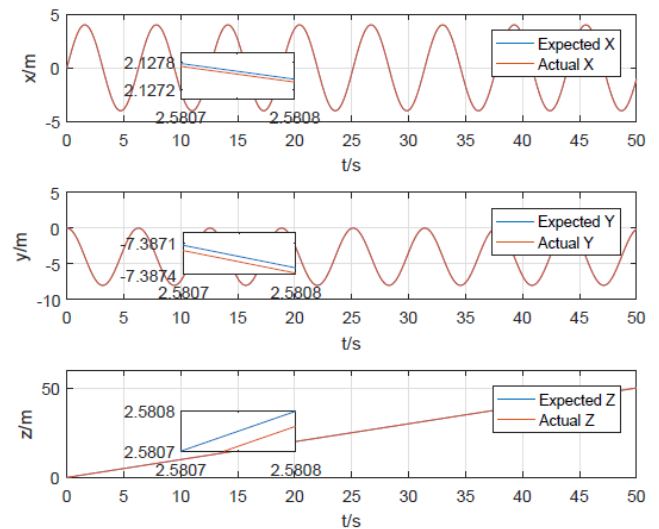 5
x/m
0
-5
Expected X
Actual X
2.1278
2.1272
2.5807 2.5808
0 5 10 15 20 25 30 35 40 45 50
t/s
5
y/m
0
-5
-10
Expected Y
Actual Y
-7.3871
-7.3874
2.5807 2.5808
0 5 10 15 20 25 30 35 40 45 50
t/s
50
z/m
0
Expected Z
Actual Z
2.5808
2.5807
2.5807 2.5808
0 5 10 15 20 25 30 35 40 45 50
t/s